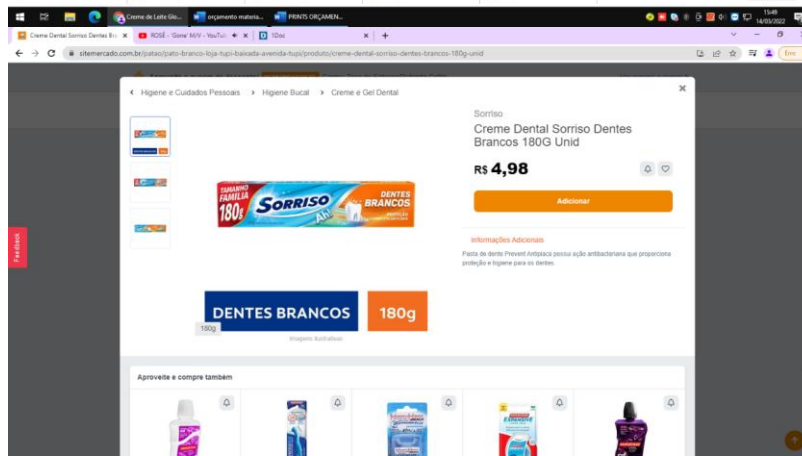 Creme de Leite Glo...
orçamento materia...
PRINTS ORÇAMEN...
15:49
14/03/2022
Creme Dental Sorriso Dentes Br
ROSÉ - 'Gone' M/V - YouTub
1Doc
sitemercado.com.br/patao/pato-branco-loja-tupi-baixada-avenida-tupi/produto/creme-dental-sorriso-dentes-brancos-180g-unid
Higiene e Cuidados Pessoais > Higiene Bucal > Creme e Gel Dental
Sorriso
Creme Dental Sorriso Dentes
Brancos 180G Unid
R$ 4,98
Adicionar
Informações Adicionais
Pasta de dente Prevent Antiplaca possui ação antibacteriana que proporciona
proteção e higiene para os dentes.
TAMANHO
FAMÍLIA
180g
SORRISO
Ah!
DENTES
BRANCOS
DENTES BRANCOS
180g
180g
Imagens ilustrativas
Feedback
Aproveite e compre também